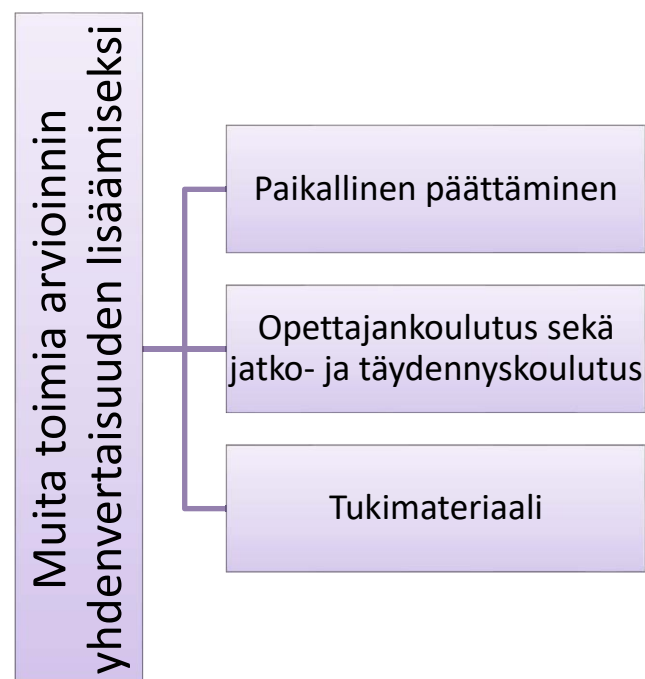 Muita toimia arvioinnin
yhdenvertaisuuden lisäämiseksi
Paikallinen päättäminen
Opettajankoulutus sekä
jatko- ja täydennyskoulutus
Tukimateriaali